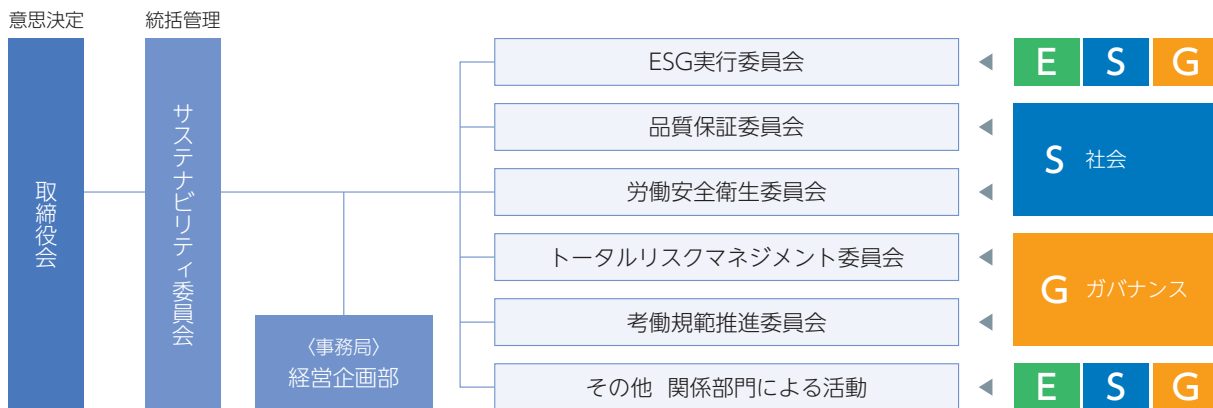 意思決定
統括管理
取締役会
サステナビリティ委員会
〈事務局〉
経営企画部
ESG実行委員会
E S G
品質保証委員会
労働安全衛生委員会
S 社会
トータルリスクマネジメント委員会
考働規範推進委員会
G ガバナンス
その他 関係部門による活動
E S G